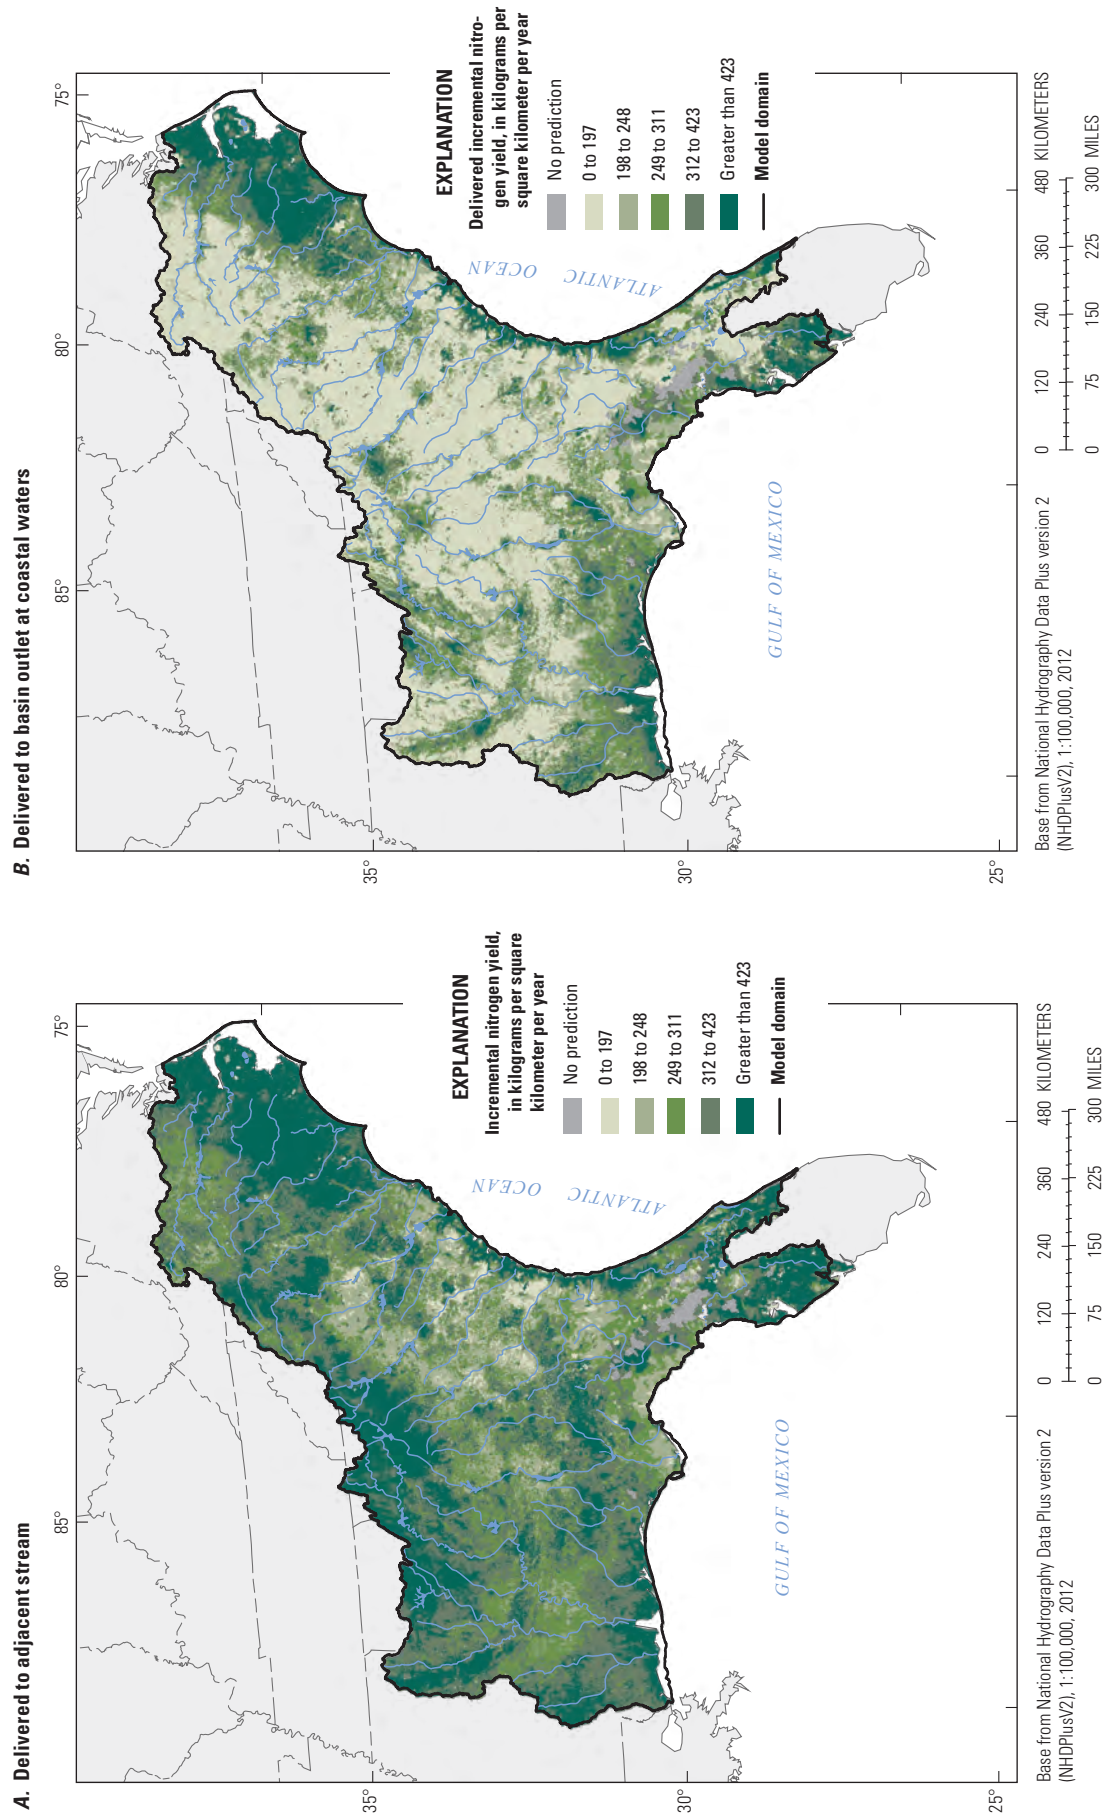 A. Delivered to adjacent stream
85°
80°
75°
35°
30°
25°
ATLANTIC OCEAN
GULF OF MEXICO
EXPLANATION
Incremental nitrogen yield,
in kilograms per square
kilometer per year
No prediction
0 to 197
198 to 248
249 to 311
312 to 423
Greater than 423
Model domain
Base from National Hydrography Data Plus version 2
(NHDPlusV2), 1:100,000, 2012
0 120 240 360 480 KILOMETERS
0 75 150 225 300 MILES
B. Delivered to basin outlet at coastal waters
85°
80°
75°
35°
30°
25°
ATLANTIC OCEAN
GULF OF MEXICO
EXPLANATION
Delivered incremental nitro-
gen yield, in kilograms per
square kilometer per year
No prediction
0 to 197
198 to 248
249 to 311
312 to 423
Greater than 423
Model domain
Base from National Hydrography Data Plus version 2
(NHDPlusV2), 1:100,000, 2012
0 120 240 360 480 KILOMETERS
0 75 150 225 300 MILES